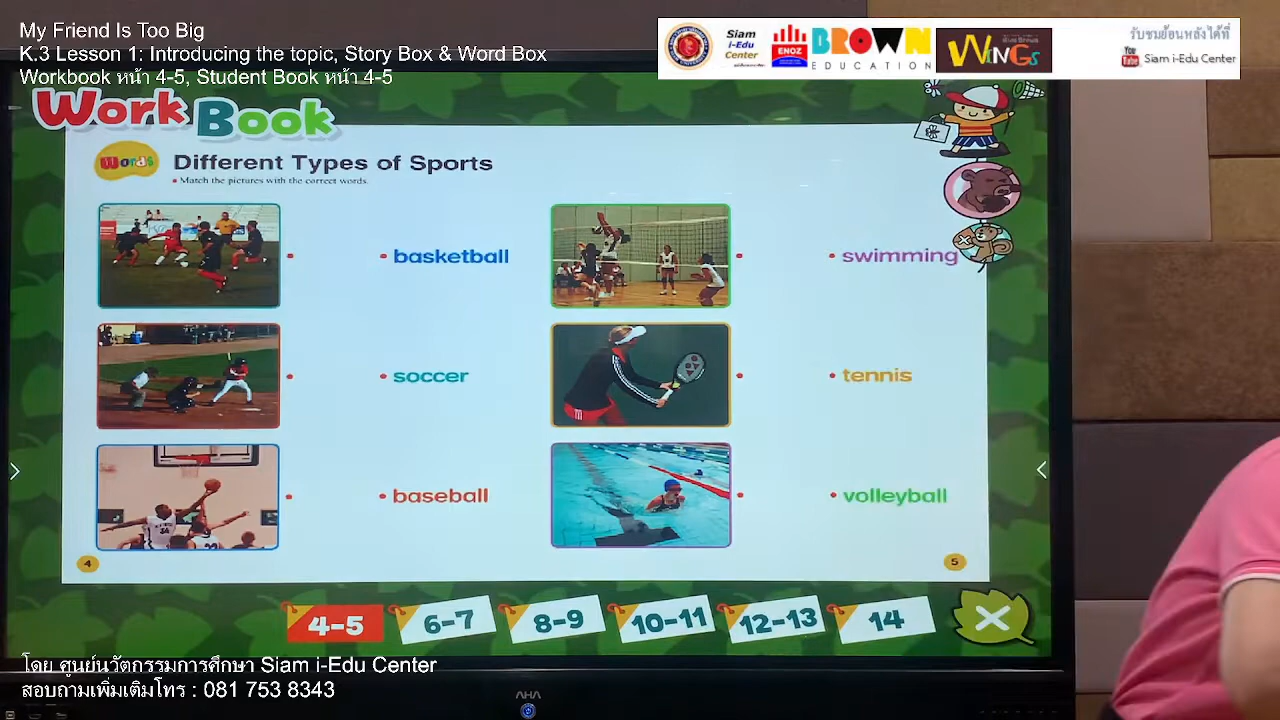 My Friend Is Too Big
K3 Lesson 1: Introducing the topic, Story Box & Word Box
Workbook หน้า 4-5, Student Book หน้า 4-5
Siam
i-Edu
Center
ENOZ
BROWN
EDUCATION
WINGS
รับชมย้อนหลังได้ที่
You
Tube
Siam i-Edu Center
Work Book
Words
Different Types of Sports
Match the pictures with the correct words.
basketball
swimming
soccer
tennis
baseball
volleyball
4
5
4-5
6-7
8-9
10-11
12-13
14
โดย ศูนย์นวัตกรรมการศึกษา Siam i-Edu Center
สอบถามเพิ่มเติมโทร : 081 753 8343
AHA